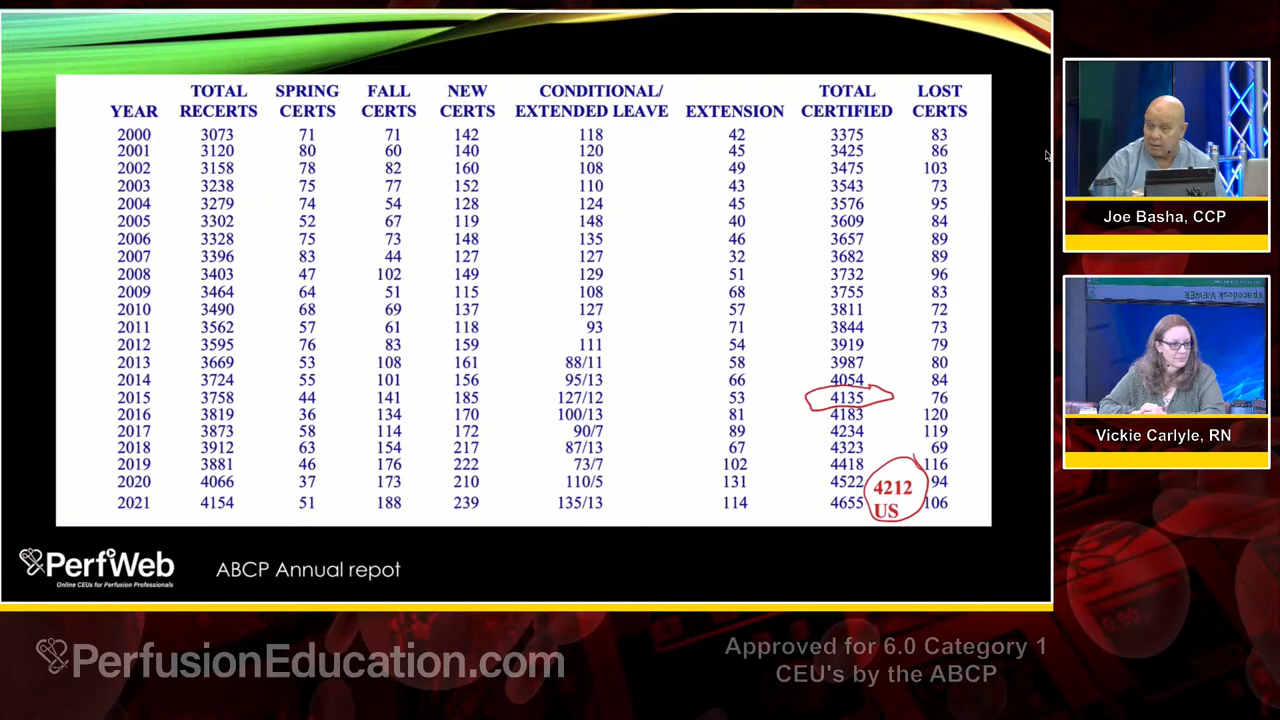 YEAR TOTAL RECERTS SPRING CERTS FALL CERTS NEW CERTS CONDITIONAL/ EXTENDED LEAVE EXTENSION TOTAL CERTIFIED LOST CERTS
2000 3073 71 71 142 118 42 3375 83
2001 3120 80 60 140 120 45 3425 86
2002 3158 78 82 160 108 49 3475 103
2003 3238 75 77 152 110 43 3543 73
2004 3279 74 54 128 124 45 3576 95
2005 3302 52 67 119 148 40 3609 84
2006 3328 75 73 148 135 46 3657 89
2007 3396 83 44 127 127 32 3682 89
2008 3403 47 102 149 129 51 3732 96
2009 3464 64 51 115 108 68 3755 83
2010 3490 68 69 137 127 57 3811 72
2011 3562 57 61 118 93 71 3844 73
2012 3595 76 83 159 111 54 3919 79
2013 3669 53 108 161 88/11 58 3987 80
2014 3724 55 101 156 95/13 66 4054 84
2015 3758 44 141 185 127/12 53 4135 76
2016 3819 36 134 170 100/13 81 4183 120
2017 3873 58 114 172 90/7 89 4234 119
2018 3912 63 154 217 87/13 67 4323 69
2019 3881 46 176 222 73/7 102 4418 116
2020 4066 37 173 210 110/5 131 4522 94
2021 4154 51 188 239 135/13 114 4655 106
4212
US
PerfWeb
Online CEUs for Perfusion Professionals
ABCP Annual repot
Joe Basha, CCP
spacedesk VIEWER
Vickie Carlyle, RN
PerfusionEducation.com
Approved for 6.0 Category 1
CEU's by the ABCP